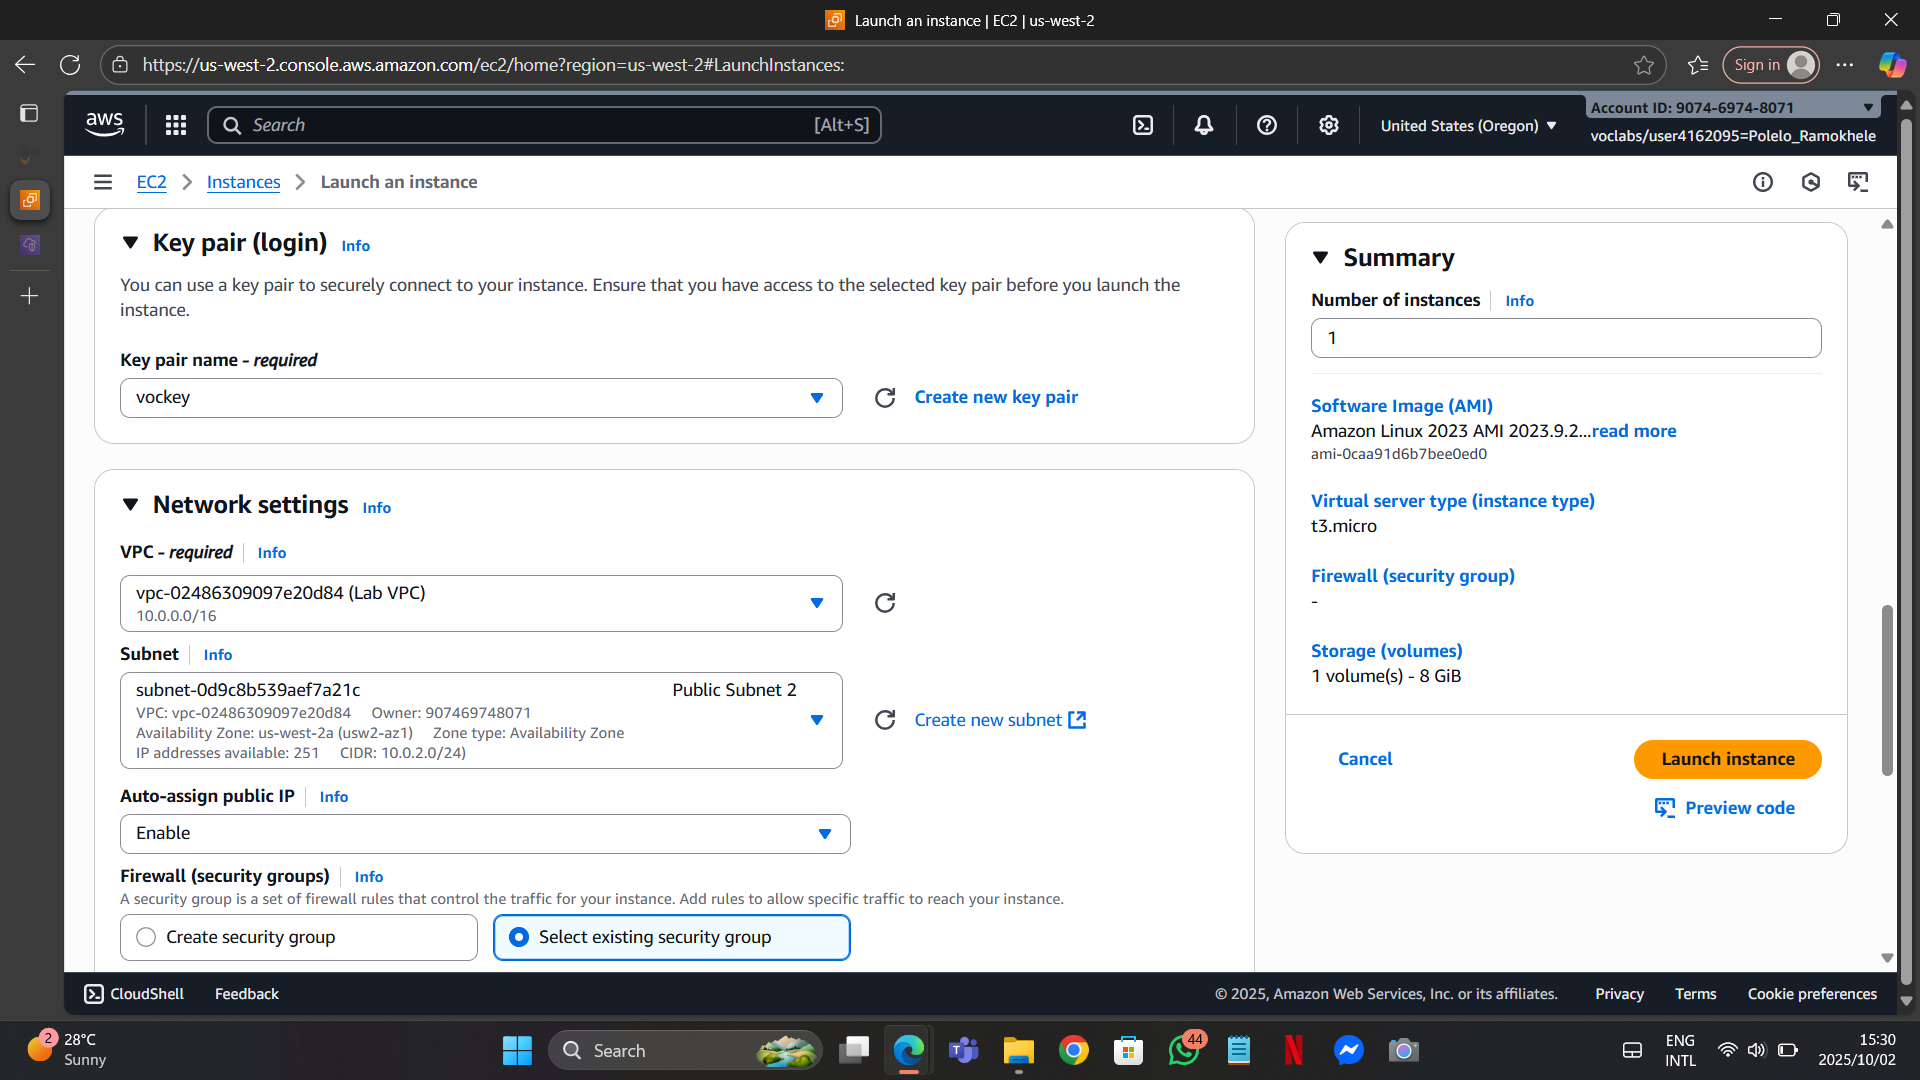 Launch an instance | EC2 | us-west-2
https://us-west-2.console.aws.amazon.com/ec2/home?region=us-west-2#LaunchInstances:
Sign in
aws
Search
[Alt+S]
United States (Oregon)
Account ID: 9074-6974-8071
voclabs/user4162095=Polelo_Ramokhele
EC2
Instances
Launch an instance
Key pair (login) Info
You can use a key pair to securely connect to your instance. Ensure that you have access to the selected key pair before you launch the
instance.
Key pair name - required
vockey
Create new key pair
Network settings Info
VPC - required Info
vpc-02486309097e20d84 (Lab VPC)
10.0.0.0/16
Subnet Info
subnet-0d9c8b539aef7a21c Public Subnet 2
VPC: vpc-02486309097e20d84 Owner: 907469748071
Availability Zone: us-west-2a (usw2-az1) Zone type: Availability Zone
IP addresses available: 251 CIDR: 10.0.2.0/24)
Create new subnet
Auto-assign public IP Info
Enable
Firewall (security groups) Info
A security group is a set of firewall rules that control the traffic for your instance. Add rules to allow specific traffic to reach your instance.
Create security group
Select existing security group
Summary
Number of instances Info
1
Software Image (AMI)
Amazon Linux 2023 AMI 2023.9.2...read more
ami-0caa91d6b7bee0ed0
Virtual server type (instance type)
t3.micro
Firewall (security group)
-
Storage (volumes)
1 volume(s) - 8 GiB
Cancel
Launch instance
Preview code
CloudShell
Feedback
© 2025, Amazon Web Services, Inc. or its affiliates.
Privacy
Terms
Cookie preferences
2
28°C
Sunny
Search
44
ENG
INTL
15:30
2025/10/02